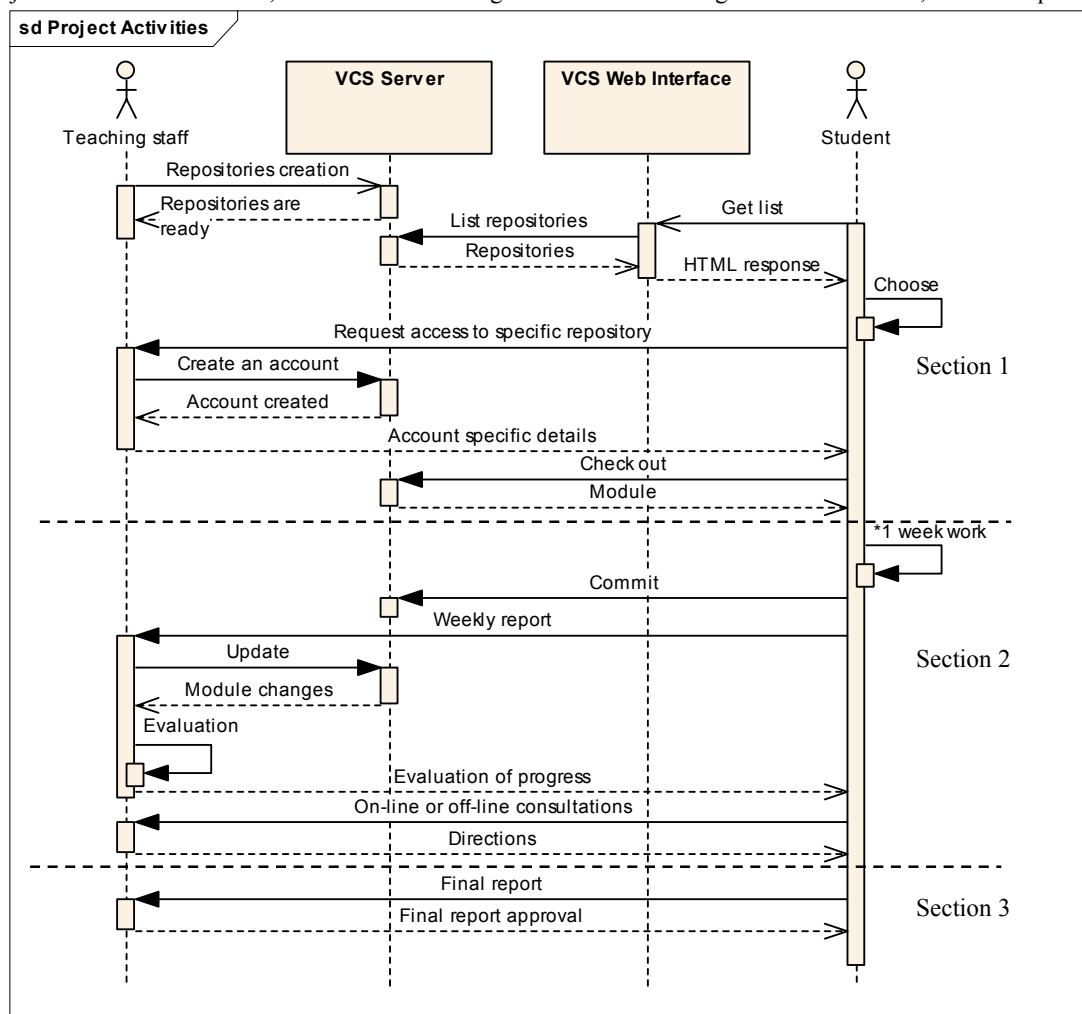 sd Project Activities
VCS Server
VCS Web Interface
Teaching staff
Student
Repositories creation
Repositories are
ready
Get list
List repositories
Repositories
HTML response
Choose
Request access to specific repository
Section 1
Create an account
Account created
Account specific details
Check out
Module
*1 week work
Commit
Weekly report
Section 2
Update
Module changes
Evaluation
Evaluation of progress
On-line or off-line consultations
Directions
Final report
Section 3
Final report approval